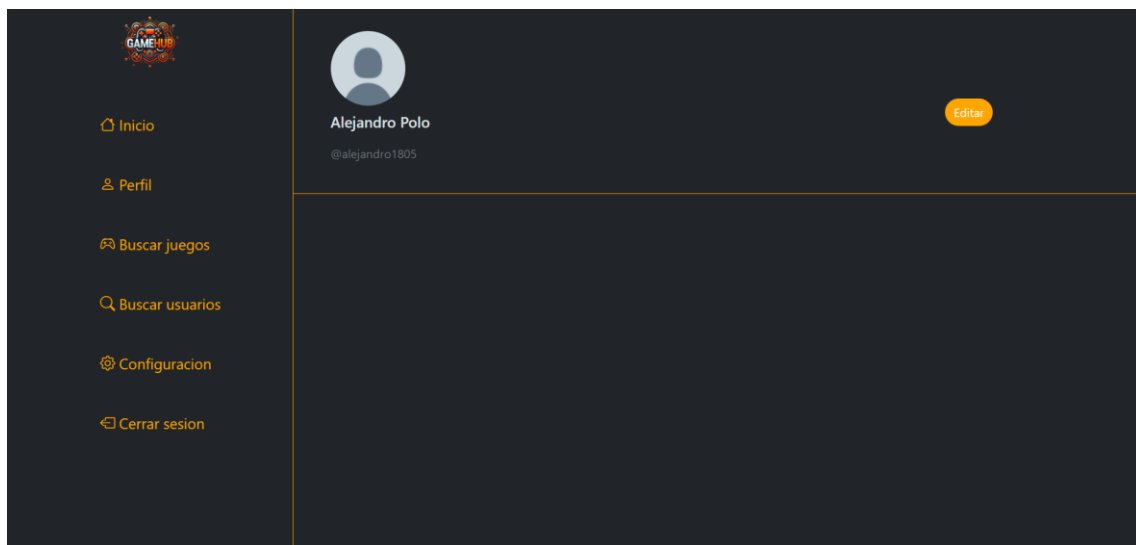 GAMEHUB
Inicio
Perfil
Buscar juegos
Buscar usuarios
Configuracion
Cerrar sesion
Alejandro Polo
@alejandro1805
Editar